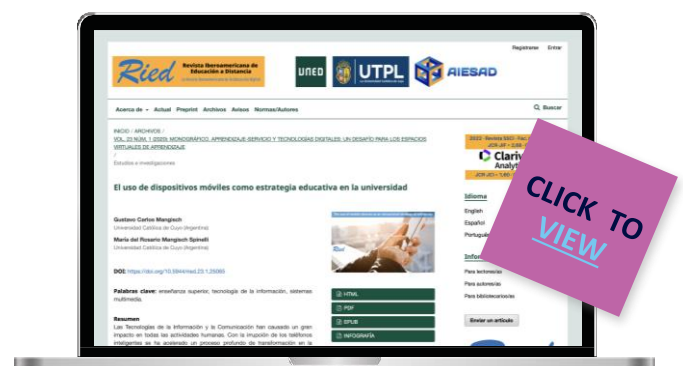 Registrarse Entrar
Ried
Revista Iberoamericana de
Educación a Distancia
UNED
UTPL
AIESAD
Acerca de Actual Preprint Archivos Avisos Normas/Autores
Buscar
INICIO / ARCHIVOS /
VOL. 23 NÚM. 1 (2020): MONOGRÁFICO. APRENDIZAJE-SERVICIO Y TECNOLOGÍAS DIGITALES: UN DESAFÍO PARA LOS ESPACIOS
VIRTUALES DE APRENDIZAJE
/
Estudios e investigaciones
El uso de dispositivos móviles como estrategia educativa en la universidad
Gustavo Carlos Mangisch
Universidad Católica de Cuyo (Argentina)
María del Rosario Mangisch Spinelli
Universidad Católica de Cuyo (Argentina)
DOI: https://doi.org/10.5944/ried.23.1.25065
Palabras clave: enseñanza superior, tecnología de la información, sistemas
multimedia.
Resumen
Las Tecnologías de la Información y la Comunicación han causado un gran
impacto en todas las actividades humanas. Con la irrupción de los teléfonos
inteligentes se ha acelerado un proceso profundo de transformación en la
Ried
HTML
PDF
EPUB
INFOGRAFÍA
Clariv
Analyt
Idioma
English
Español
Portugu
Infor
Para lectores/as
Para autores/as
Para bibliotecarios/as
Enviar un artículo
CLICK TO
VIEW